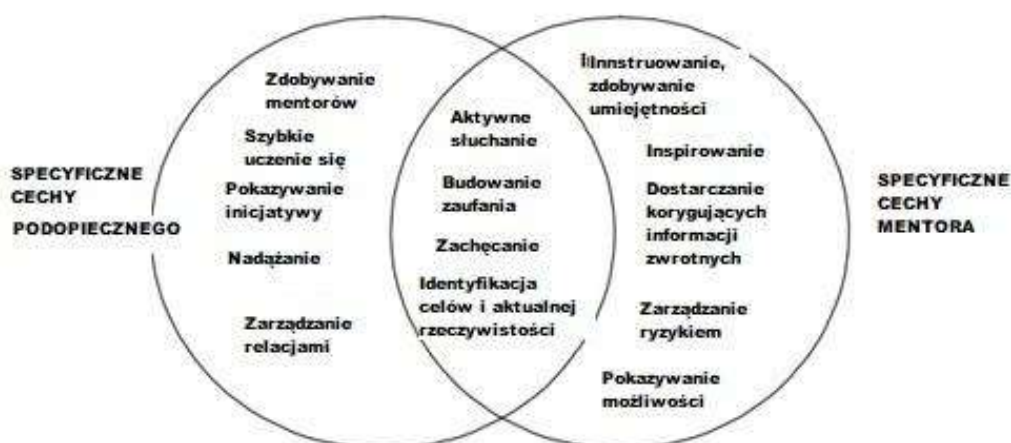 SPECYFICZNE
CECHY
PODOPIECZNEGO
Zdobywanie
mentorów
Szybkie
uczenie się
Pokazywanie
inicjatywy
Nadążanie
Zarządzanie
relacjami
Aktywne
słuchanie
Budowanie
zaufania
Zachęcanie
Identyfikacja
celów i aktualnej
rzeczywistości
Innstruowanie,
zdobywanie
umiejętności
Inspirowanie
Dostarczanie
korygujących
informacji
zwrotnych
Zarządzanie
ryzykiem
Pokazywanie
możliwości
SPECYFICZNE
CECHY
MENTORA